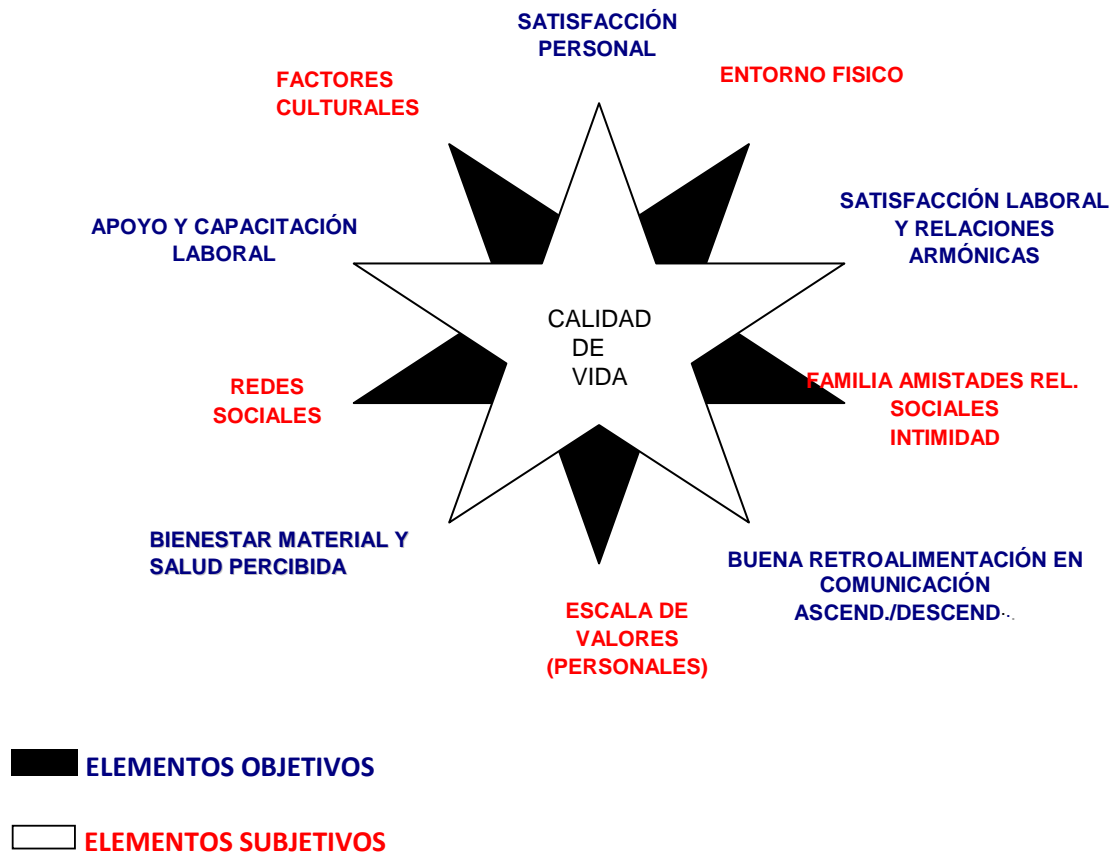 SATISFACCIÓN
PERSONAL
ENTORNO FISICO
FACTORES
CULTURALES
SATISFACCIÓN LABORAL
Y RELACIONES
ARMÓNICAS
APOYO Y CAPACITACIÓN
LABORAL
CALIDAD
DE
VIDA
REDES
SOCIALES
FAMILIA AMISTADES REL.
SOCIALES
INTIMIDAD
BIENESTAR MATERIAL Y
SALUD PERCIBIDA
BUENA RETROALIMENTACIÓN EN
COMUNICACIÓN
ASCEND./DESCEND-..
ESCALA DE
VALORES
(PERSONALES)
ELEMENTOS OBJETIVOS
ELEMENTOS SUBJETIVOS